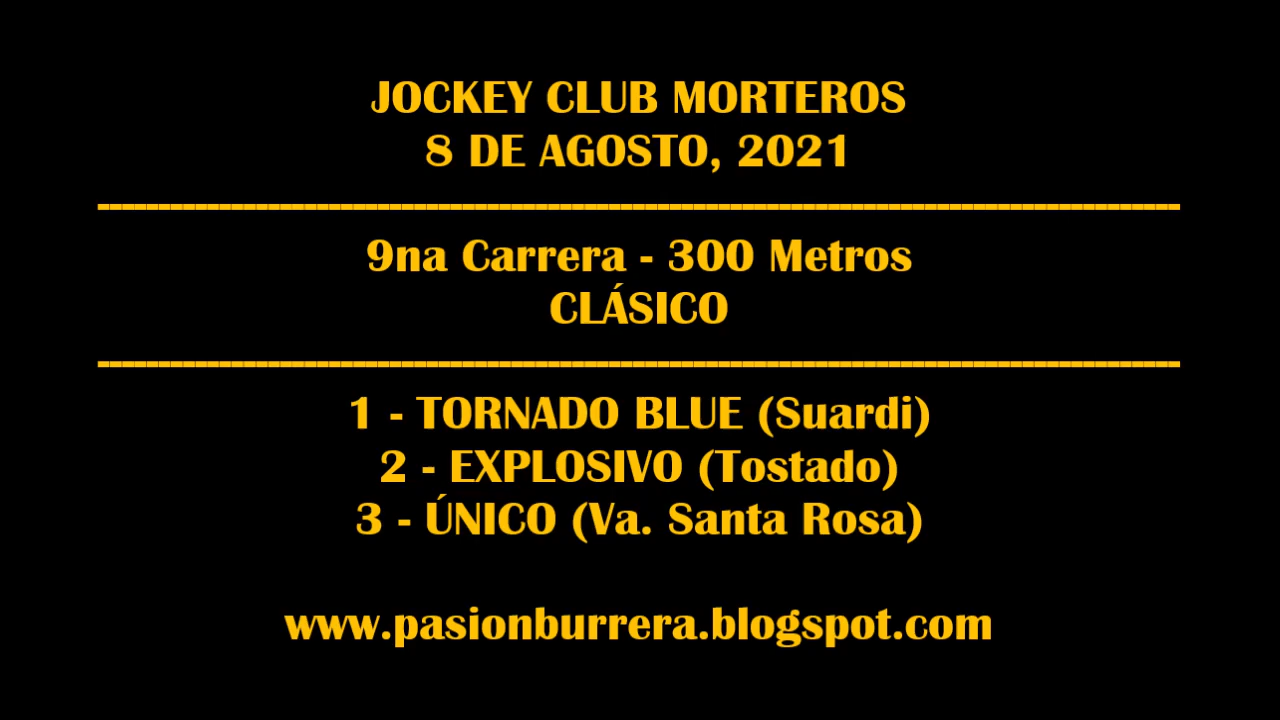 JOCKEY CLUB MORTEROS
8 DE AGOSTO, 2021
9na Carrera - 300 Metros
CLÁSICO
1 - TORNADO BLUE (Suardi)
2 - EXPLOSIVO (Tostado)
3 - ÚNICO (Va. Santa Rosa)
www.pasionburrera.blogspot.com